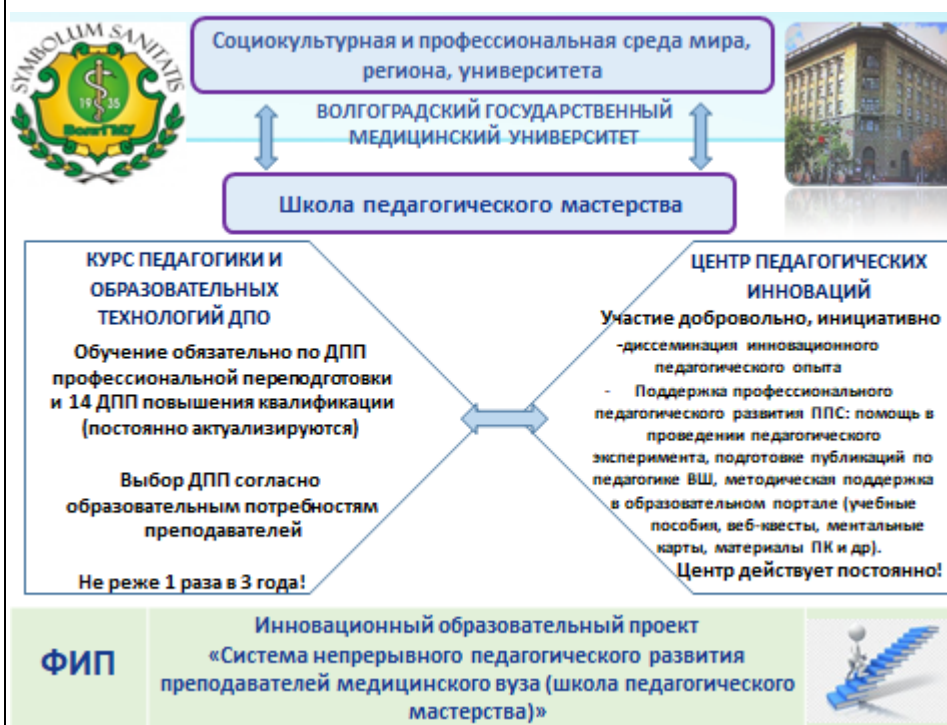 SYMBOLUM SANITATIS
1935
ВолгГМУ
Социокультурная и профессиональная среда мира,
региона, университета
ВОЛГОГРАДСКИЙ ГОСУДАРСТВЕННЫЙ
МЕДИЦИНСКИЙ УНИВЕРСИТЕТ
Школа педагогического мастерства
КУРС ПЕДАГОГИКИ И
ОБРАЗОВАТЕЛЬНЫХ
ТЕХНОЛОГИЙ ДПО
Обучение обязательно по ДПП
профессиональной переподготовки
и 14 ДПП повышения квалификации
(постоянно актуализируются)
Выбор ДПП согласно
образовательным потребностям
преподавателей
Не реже 1 раза в 3 года!
ЦЕНТР ПЕДАГОГИЧЕСКИХ
ИННОВАЦИЙ
Участие добровольно, инициативно
-диссеминация инновационного
педагогического опыта
- Поддержка профессионального
педагогического развития ППС: помощь в
проведении педагогического
эксперимента, подготовке публикаций по
педагогике ВШ, методическая поддержка
в образовательном портале (учебные
пособия, веб-квесты, ментальные
карты, материалы ПК и др).
Центр действует постоянно!
ФИП
Инновационный образовательный проект
«Система непрерывного педагогического развития
преподавателей медицинского вуза (школа педагогического
мастерства)»